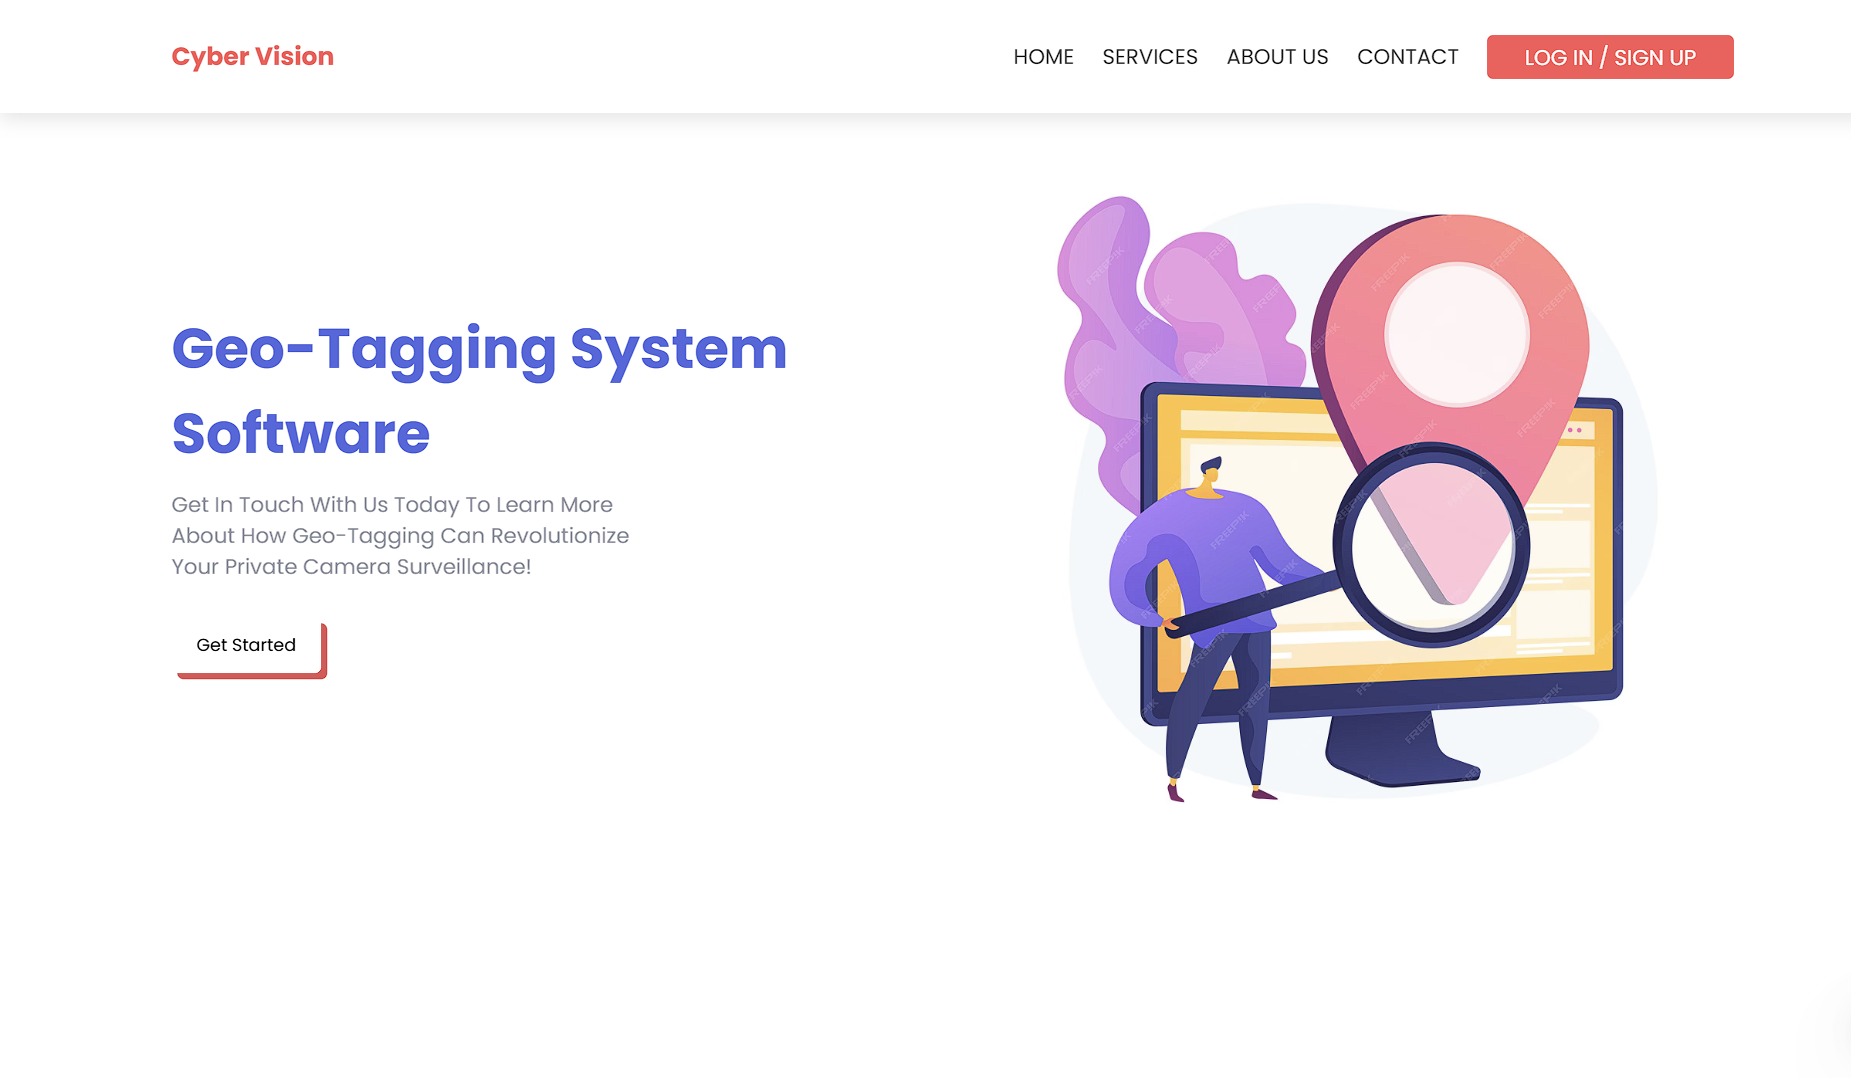 Cyber Vision
HOME SERVICES ABOUT US CONTACT LOG IN / SIGN UP
Geo-Tagging System
Software
Get In Touch With Us Today To Learn More
About How Geo-Tagging Can Revolutionize
Your Private Camera Surveillance!
Get Started
FREEPIK